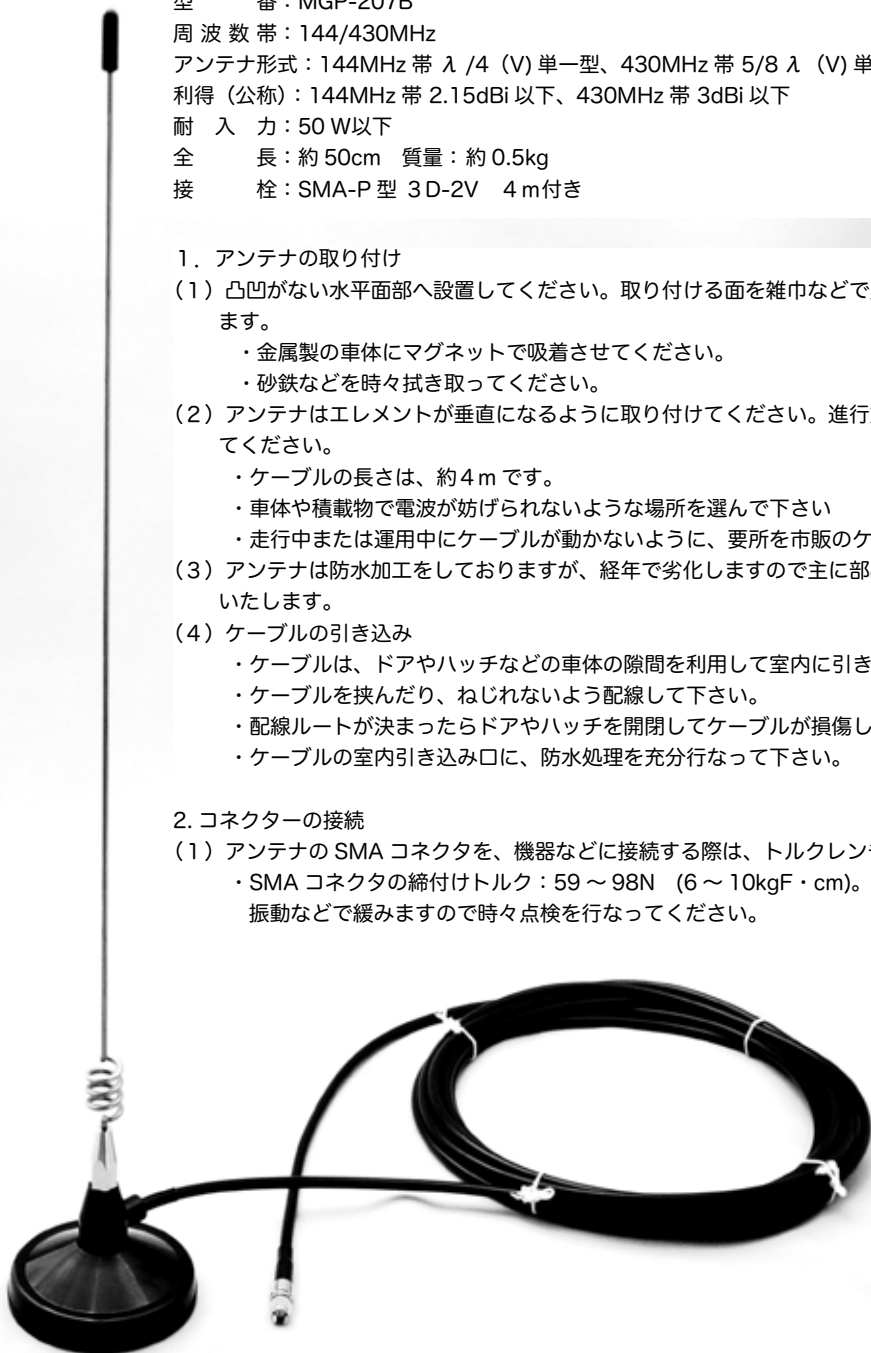 型　　　番：MGP-207B
周 波 数 帯：144/430MHz
アンテナ形式：144MHz 帯 λ /4（V) 単一型、430MHz 帯 5/8 λ（V) 単
利得（公称）：144MHz 帯 2.15dBi 以下、430MHz 帯 3dBi 以下
耐　入　力：50 W以下
全　　　長：約 50cm　質量：約 0.5kg
接　　　栓：SMA-P 型 ３D-2V　４ｍ付き
１．アンテナの取り付け
（１）凸凹がない水平面部へ設置してください。取り付ける面を雑巾などで
ます。
・金属製の車体にマグネットで吸着させてください。
・砂鉄などを時々拭き取ってください。
（２）アンテナはエレメントが垂直になるように取り付けてください。進行
てください。
・ケーブルの長さは、約４ｍ です。
・車体や積載物で電波が妨げられないような場所を選んで下さい
・走行中または運用中にケーブルが動かないように、要所を市販のケ
（３）アンテナは防水加工をしておりますが、経年で劣化しますので主に部
いたします。
（４）ケーブルの引き込み
・ケーブルは、ドアやハッチなどの車体の隙間を利用して室内に引き
・ケーブルを挟んだり、ねじれないよう配線して下さい。
・配線ルートが決まったらドアやハッチを開閉してケーブルが損傷し
・ケーブルの室内引き込み口に、防水処理を充分行なって下さい。
2. コネクターの接続
（１）アンテナの SMA コネクタを、機器などに接続する際は、トルクレン
・SMA コネクタの締付けトルク：59 ～ 98N　(6 ～ 10kgF・cm)。
振動などで緩みますので時々点検を行なってください。